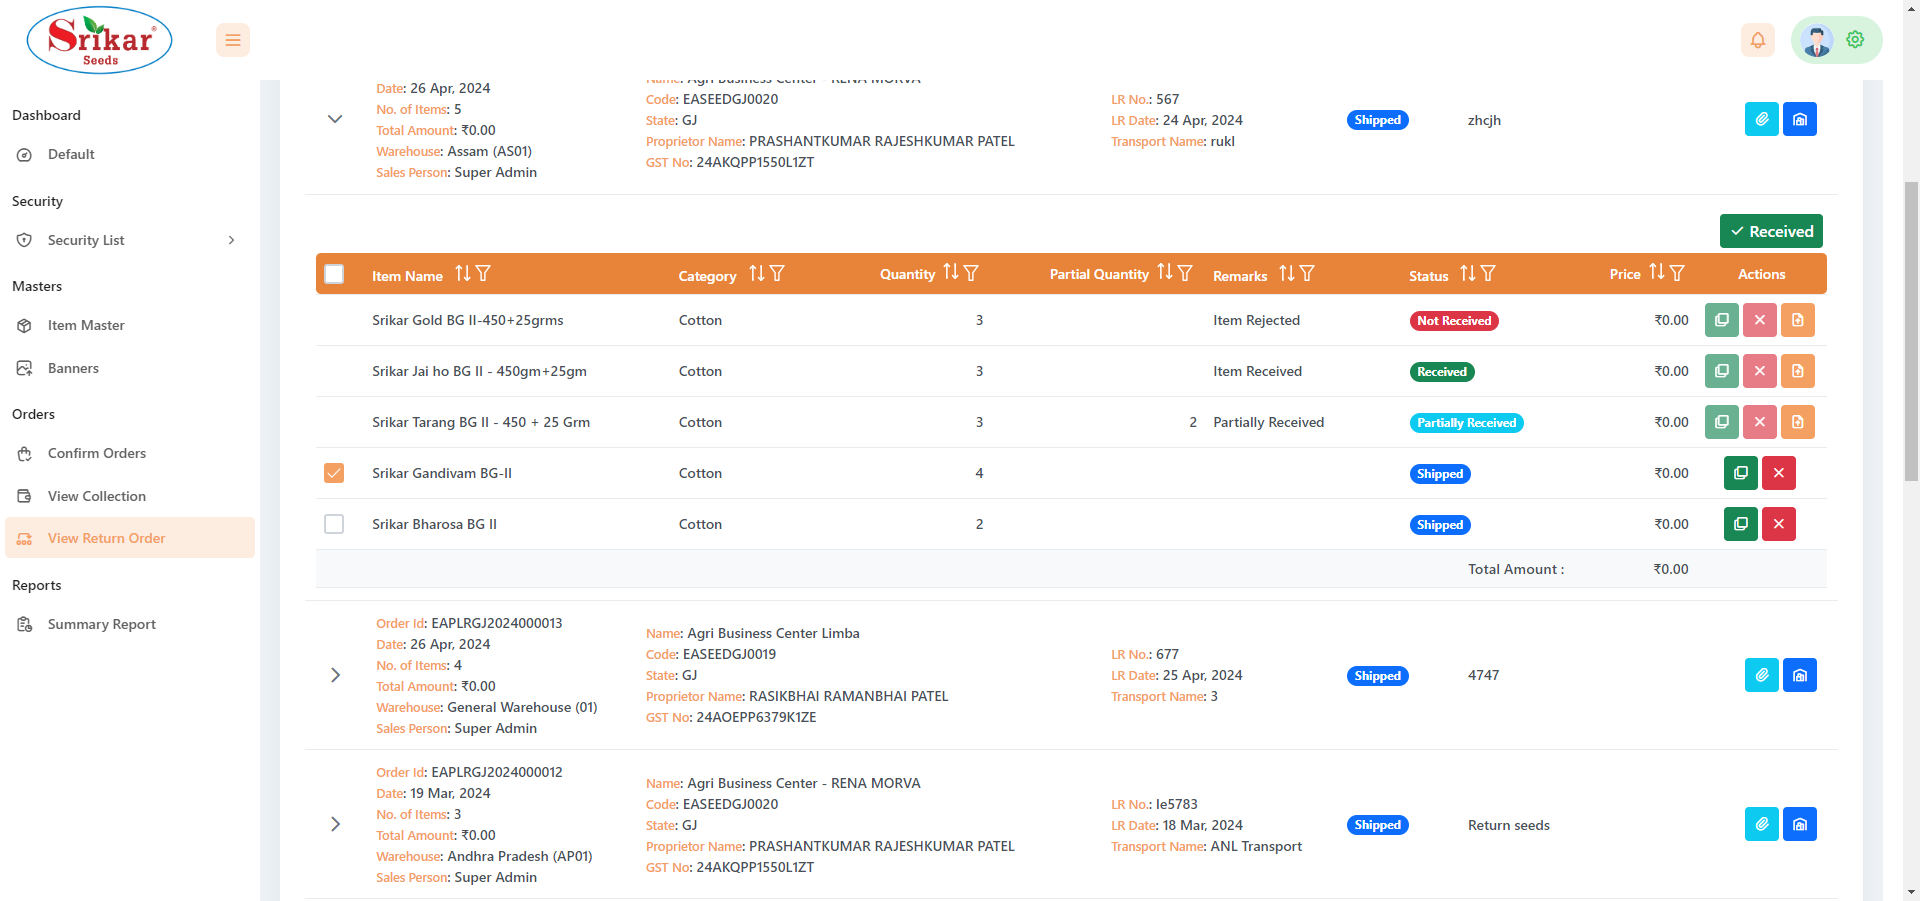 Srikar
Seeds
Dashboard
Default
Security
Security List
Masters
Item Master
Banners
Orders
Confirm Orders
View Collection
View Return Order
Reports
Summary Report
Name: Agri Business Center - RENA MORVA
Date: 26 Apr, 2024
No. of Items: 5
Total Amount: ₹0.00
Warehouse: Assam (AS01)
Sales Person: Super Admin
Code: EASEEDGJ0020
State: GJ
Proprietor Name: PRASHANTKUMAR RAJESHKUMAR PATEL
GST No: 24AKQPP1550L1ZT
LR No.: 567
LR Date: 24 Apr, 2024
Transport Name: rukl
Shipped
zhcjh
Received
Item Name Category Quantity Partial Quantity Remarks Status Price Actions
Srikar Gold BG II-450+25grms Cotton 3 Item Rejected Not Received ₹0.00
Srikar Jai ho BG II - 450gm+25gm Cotton 3 Item Received Received ₹0.00
Srikar Tarang BG II - 450 + 25 Grm Cotton 3 2 Partially Received Partially Received ₹0.00
Srikar Gandivam BG-II Cotton 4 Shipped ₹0.00
Srikar Bharosa BG II Cotton 2 Shipped ₹0.00
Total Amount : ₹0.00
Order Id: EAPLRGJ2024000013
Date: 26 Apr, 2024
No. of Items: 4
Total Amount: ₹0.00
Warehouse: General Warehouse (01)
Sales Person: Super Admin
Name: Agri Business Center Limba
Code: EASEEDGJ0019
State: GJ
Proprietor Name: RASIKBHAI RAMANBHAI PATEL
GST No: 24AOEPP6379K1ZE
LR No.: 677
LR Date: 25 Apr, 2024
Transport Name: 3
Shipped
4747
Order Id: EAPLRGJ2024000012
Date: 19 Mar, 2024
No. of Items: 3
Total Amount: ₹0.00
Warehouse: Andhra Pradesh (AP01)
Sales Person: Super Admin
Name: Agri Business Center - RENA MORVA
Code: EASEEDGJ0020
State: GJ
Proprietor Name: PRASHANTKUMAR RAJESHKUMAR PATEL
GST No: 24AKQPP1550L1ZT
LR No.: le5783
LR Date: 18 Mar, 2024
Transport Name: ANL Transport
Shipped
Return seeds